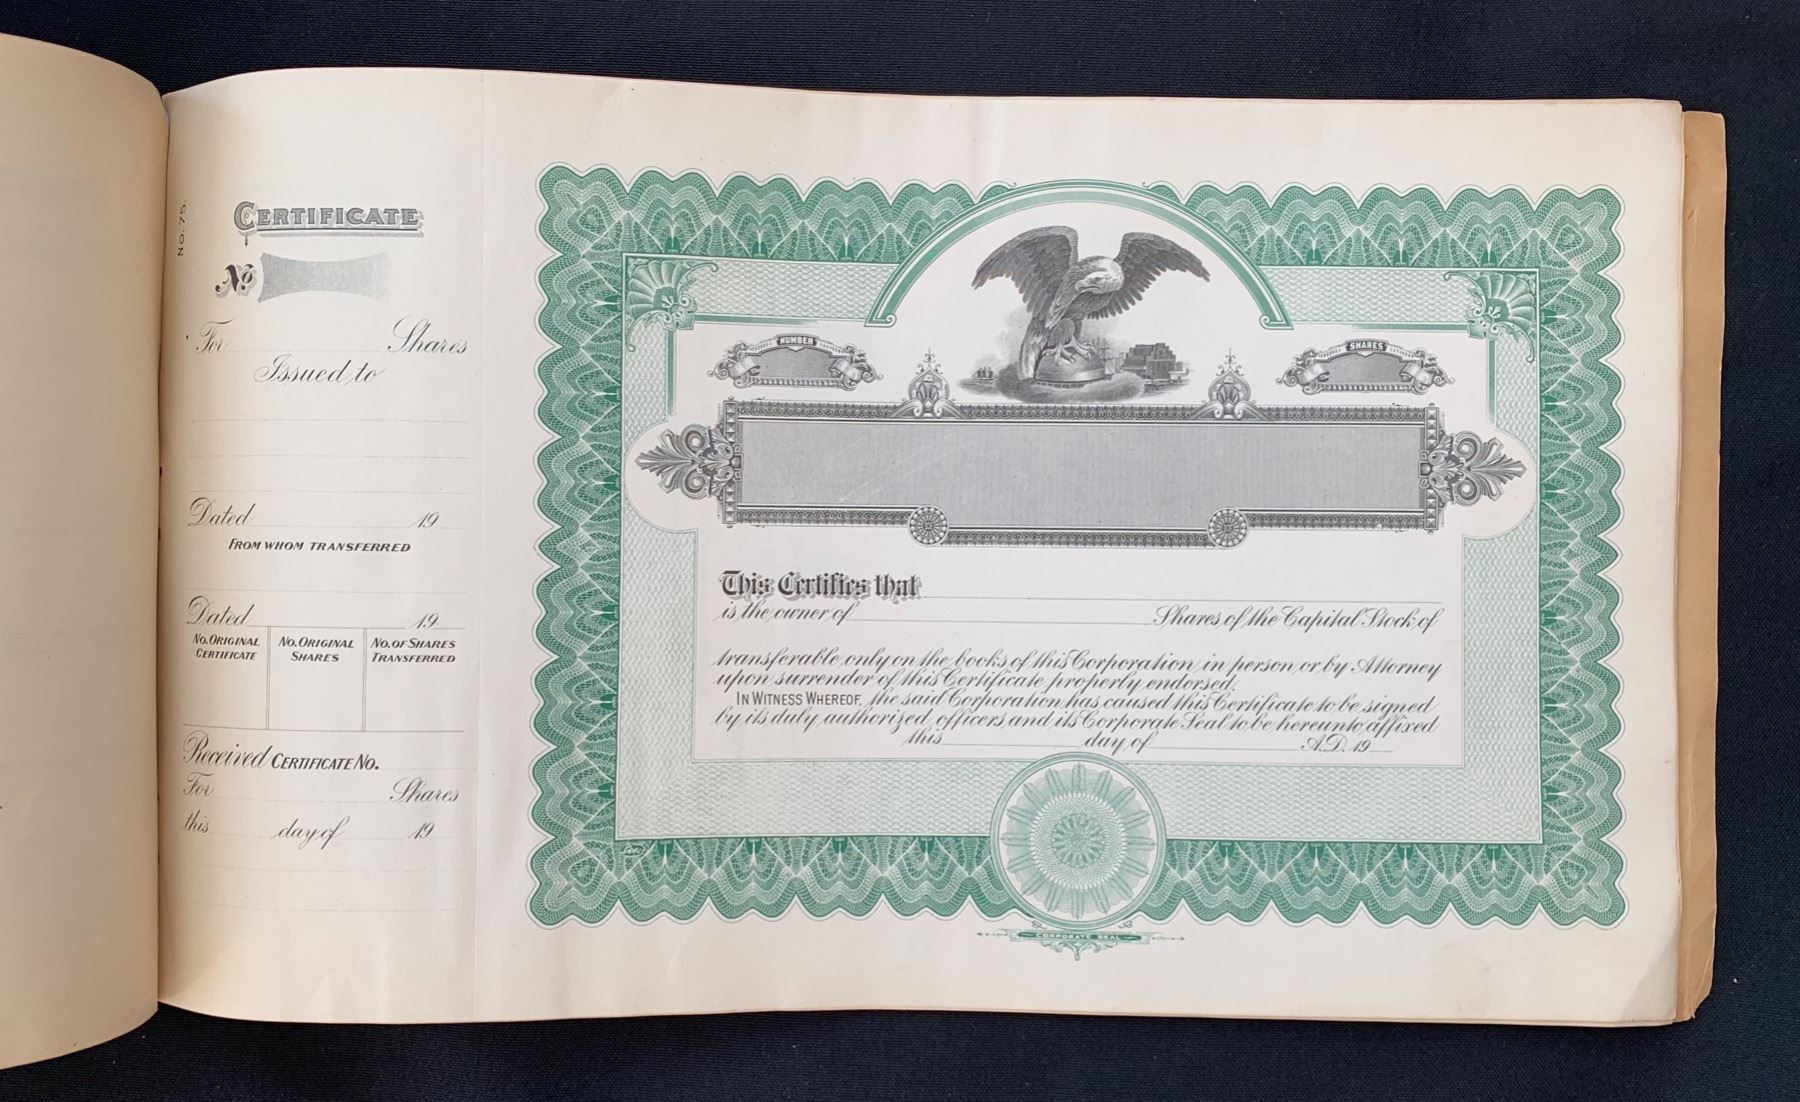 No. 75.
CERTIFICATE
No.
For Shares
Issued to
Dated 19
FROM WHOM TRANSFERRED
Dated 19
NO. ORIGINAL CERTIFICATE
NO. ORIGINAL SHARES
NO. OF SHARES TRANSFERRED
Received CERTIFICATE NO.
For Shares
this day of 19
NUMBER
SHARES
This Certifies that
is the owner of Shares of the Capital Stock of
transferable only on the books of this Corporation in person or by Attorney
upon surrender of this Certificate properly endorsed.
IN WITNESS WHEREOF, the said Corporation has caused this Certificate to be signed
by its duly authorized officers and its Corporate Seal to be hereunto affixed
this day of A.D. 19
CORPORATE SEAL